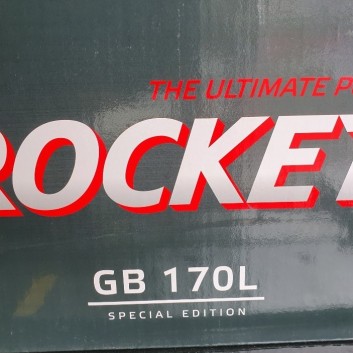 THE ULTIMATE
ROCKET
GB 170L
SPECIAL EDITION